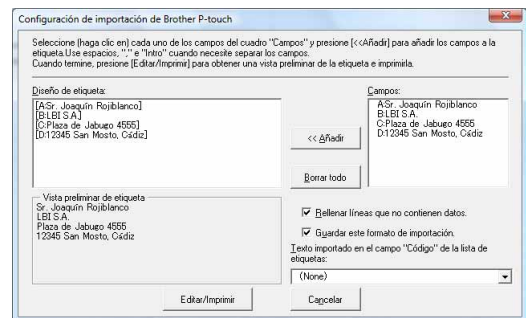 Configuración de importación de Brother P-touch
Seleccione (haga clic en) cada uno de los campos del cuadro "Campos" y presione [<<Añadir] para añadir los campos a la
etiqueta.Use espacios, "," e "Intro" cuando necesite separar los campos.
Cuando termine, presione [Editar/Imprimir] para obtener una vista preliminar de la etiqueta e imprimirla.
Diseño de etiqueta:
[A:Sr. Joaquín Rojiblanco]
[B:LBI S.A.]
[C:Plaza de Jabugo 4555]
[D:12345 San Mosto, Cádiz]
<< Añadir
Borrar todo
Campos:
A:Sr. Joaquín Rojiblanco
B:LBI S.A.
C:Plaza de Jabugo 4555
D:12345 San Mosto, Cádiz
Vista preliminar de etiqueta
Sr. Joaquín Rojiblanco
LBI S.A.
Plaza de Jabugo 4555
12345 San Mosto, Cádiz
Rellenar líneas que no contienen datos.
Guardar este formato de importación.
Texto importado en el campo "Código" de la lista de
etiquetas:
(None)
Editar/Imprimir
Cancelar